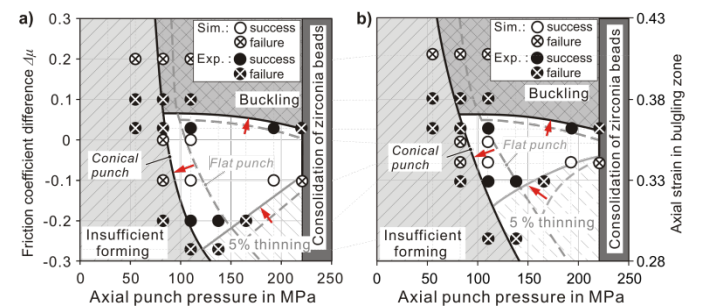 a)
Friction coefficient difference Δμ
0.3
0.2
0.1
0
-0.1
-0.2
-0.3
Sim.: success
failure
Exp.: success
failure
Buckling
Conical
punch
Flat punch
Insufficient
forming
5% thinning
Consolidation of zirconia beads
0 50 100 150 200 250
Axial punch pressure in MPa
b)
Sim.: success
failure
Exp.: success
failure
Buckling
Conical
punch
Flat punch
Insufficient
forming
5% thinning
Consolidation of zirconia beads
0 50 100 150 200 250
Axial punch pressure in MPa
0.43
0.38
0.33
0.28
Axial strain in bulgling zone